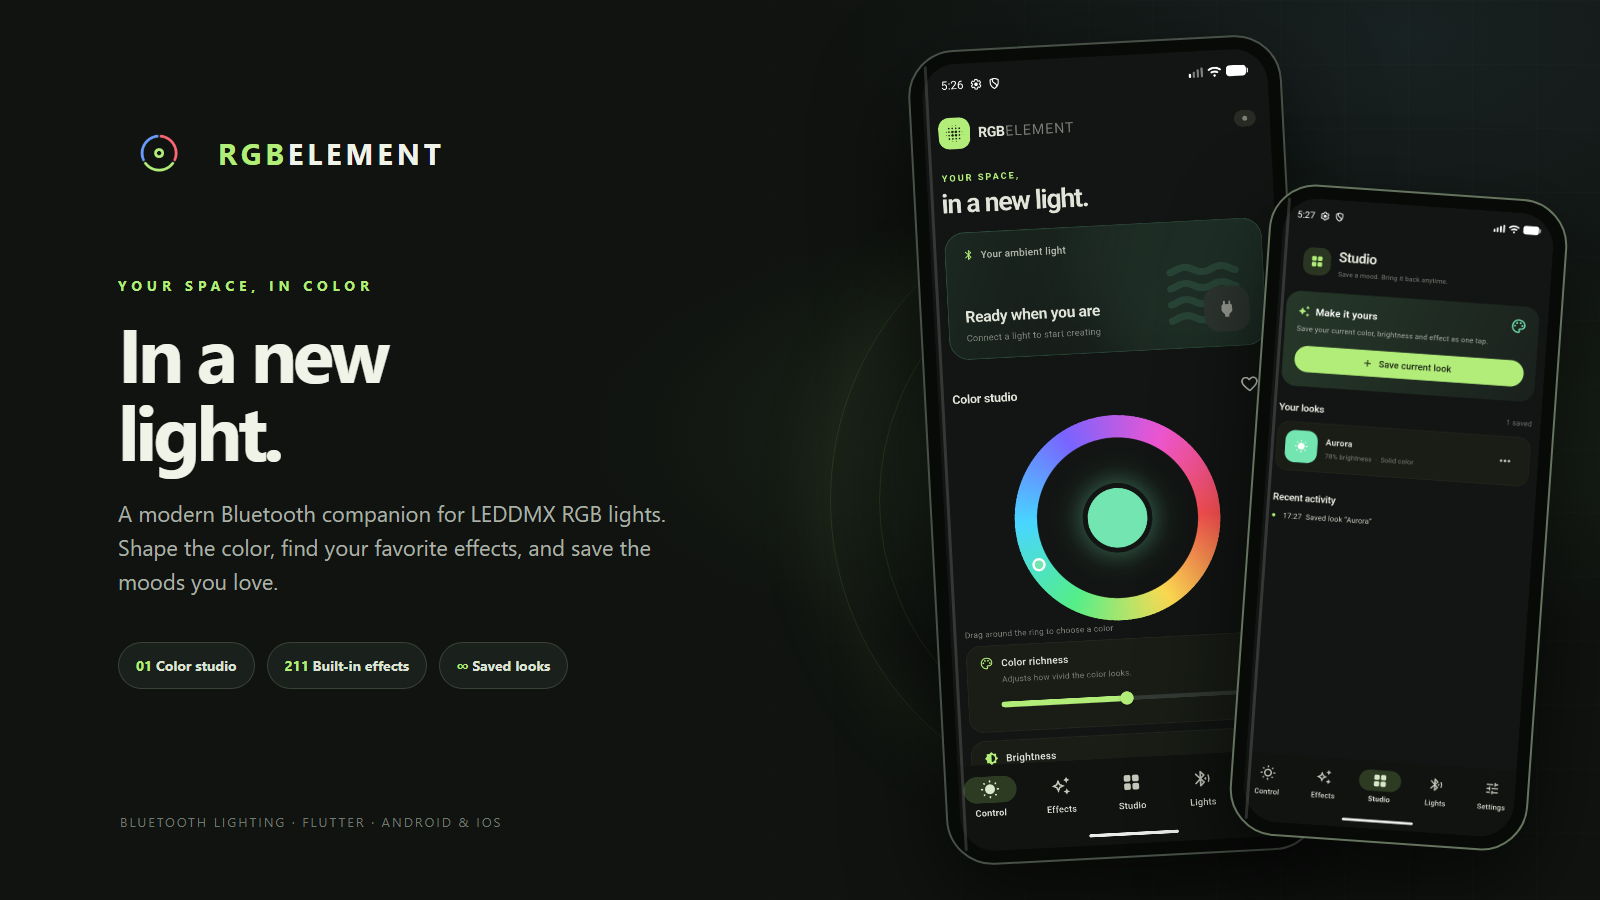 RGBELEMENT
YOUR SPACE, IN COLOR
In a new
light.
A modern Bluetooth companion for LEDDMX RGB lights.
Shape the color, find your favorite effects, and save the
moods you love.
01 Color studio
211 Built-in effects
∞ Saved looks
BLUETOOTH LIGHTING · FLUTTER · ANDROID & IOS
5:26
RGBELEMENT
YOUR SPACE,
in a new light.
Your ambient light
Ready when you are
Connect a light to start creating
Color studio
Drag around the ring to choose a color
Color richness
Adjusts how vivid the color looks.
Brightness
Control
Effects
Studio
Lights
5:27
Studio
Save a mood. Bring it back anytime.
Make it yours
Save your current color, brightness and effect as one tap.
+ Save current look
Your looks
1 saved
Aurora
78% brightness · Solid color
Recent activity
17:27 Saved look "Aurora"
Control
Effects
Studio
Lights
Settings